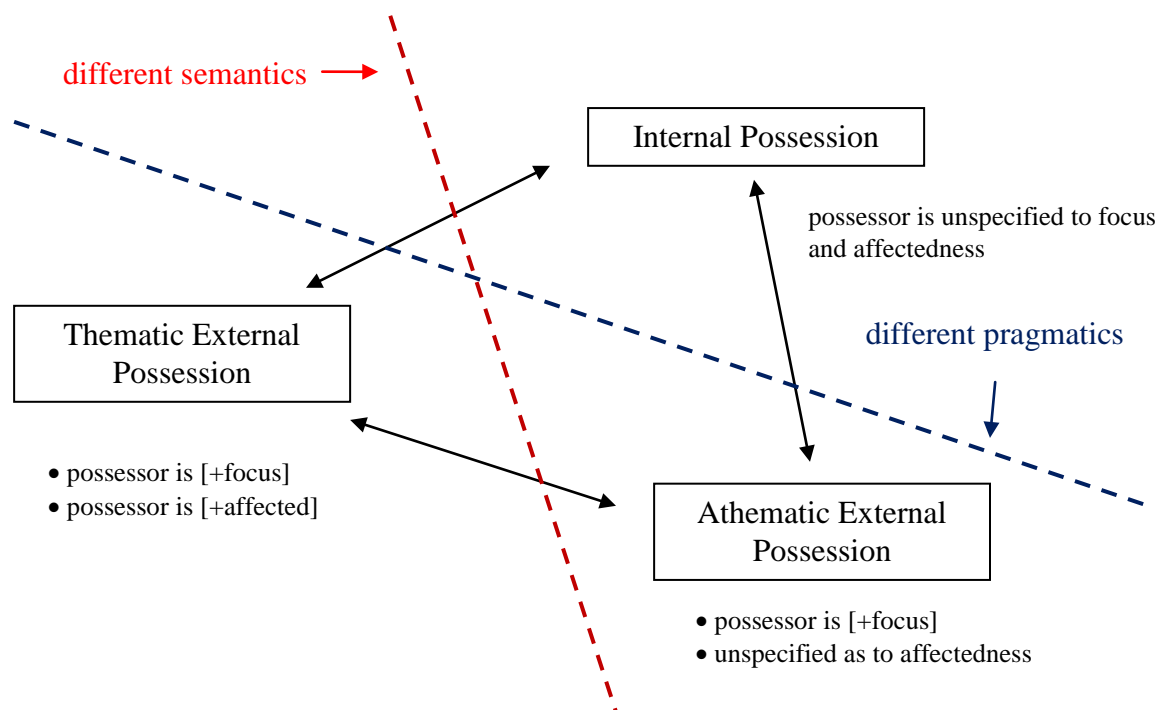 different semantics
Internal Possession
possessor is unspecified to focus
and affectedness
different pragmatics
Thematic External
Possession
• possessor is [+focus]
• possessor is [+affected]
Athematic External
Possession
• possessor is [+focus]
• unspecified as to affectedness